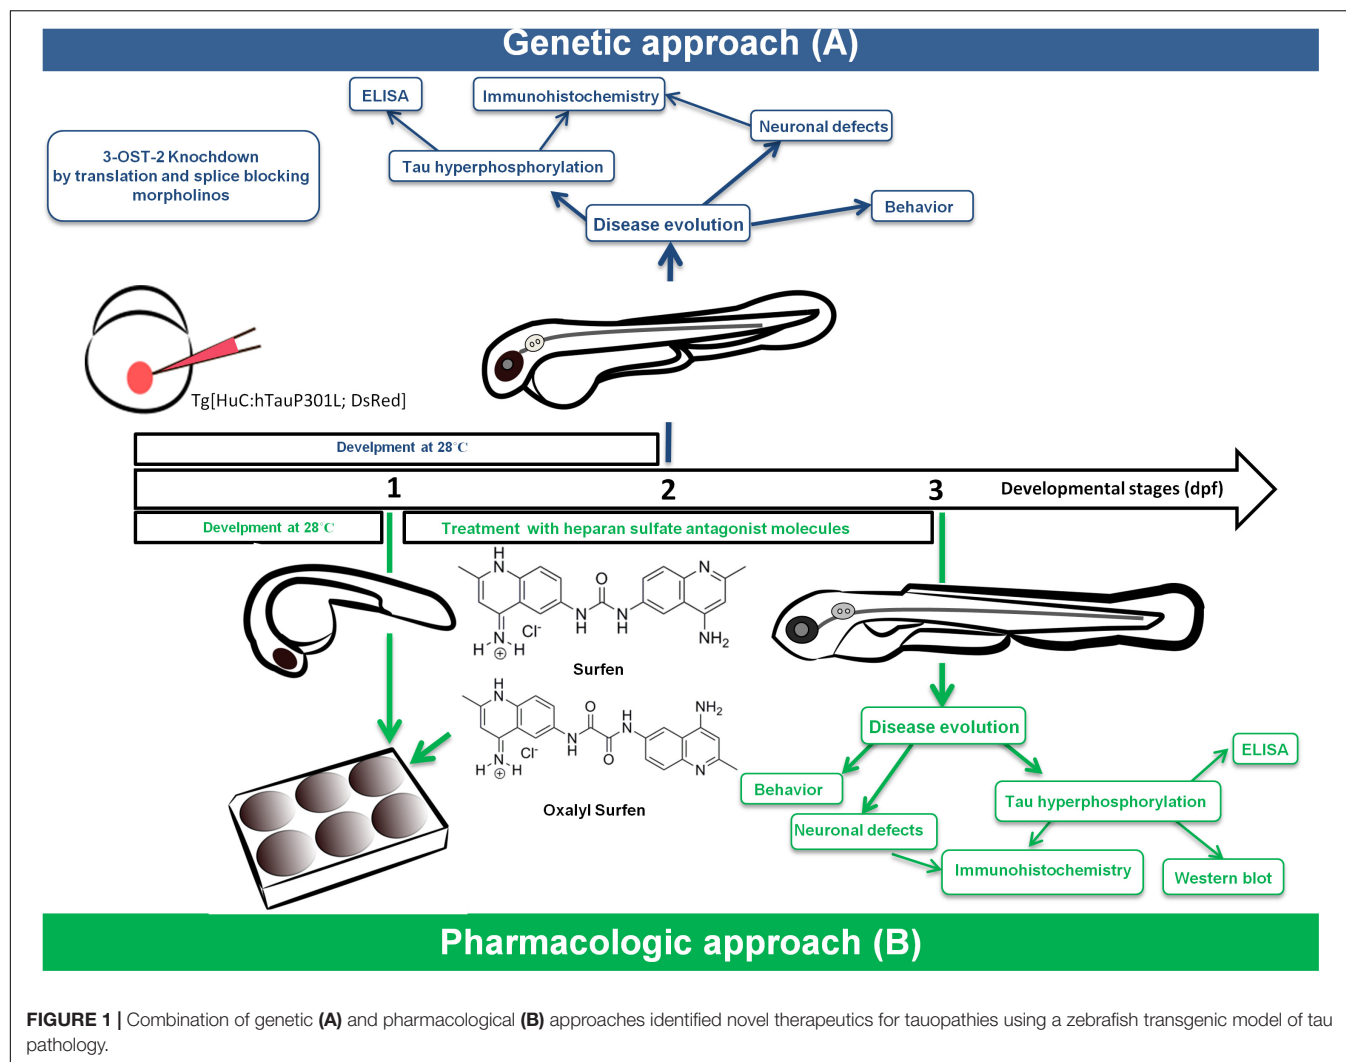 Genetic approach (A)
ELISA
Immunohistochemistry
Neuronal defects
3-OST-2 Knochdown
by translation and splice blocking
morpholinos
Tau hyperphosphorylation
Behavior
Disease evolution
Tg[HuC:hTauP301L; DsRed]
Develpment at 28°C
1
2
3
Developmental stages (dpf)
Develpment at 28°C
Treatment with heparan sulfate antagonist molecules
H
N
N
O
N
H
N
H
NH2
H
N
H
⊕
Cl-
Surfen
H
N
O
H
N
NH2
N
H
O
N
H
N
H
⊕
Cl-
Oxalyl Surfen
Disease evolution
ELISA
Behavior
Tau hyperphosphorylation
Neuronal defects
Immunohistochemistry
Western blot
Pharmacologic approach (B)
FIGURE 1 | Combination of genetic (A) and pharmacological (B) approaches identified novel therapeutics for tauopathies using a zebrafish transgenic model of tau
pathology.